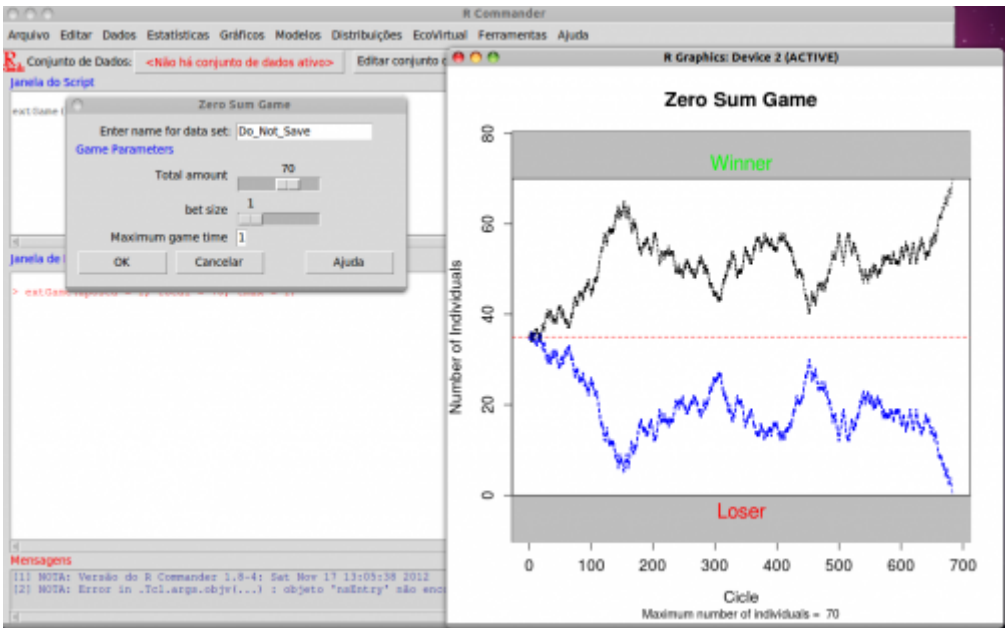 R Commander
Arquivo Editar Dados Estatísticas Gráficos Modelos Distribuições EcoVirtual Ferramentas Ajuda
Conjunto de Dados: <Não há conjunto de dados ativo> Editar conjunto
Janela do Script
extGame(
Zero Sum Game
Enter name for data set: Do_Not_Save
Game Parameters
Total amount 70
bet size 1
Maximum game time 1
OK Cancelar Ajuda
Janela de
Mensagens
[1] NOTA: Versão do R Commander 1.8-4: Sat Nov 17 13:05:38 2012
[2] NOTA: Error in .Tcl.args.objv(...) : objeto "naEntry" não enc
R Graphics: Device 2 (ACTIVE)
Zero Sum Game
Winner
Loser
Number of Individuals
80
60
40
20
0
0 100 200 300 400 500 600 700
Cicle
Maximum number of individuals = 70